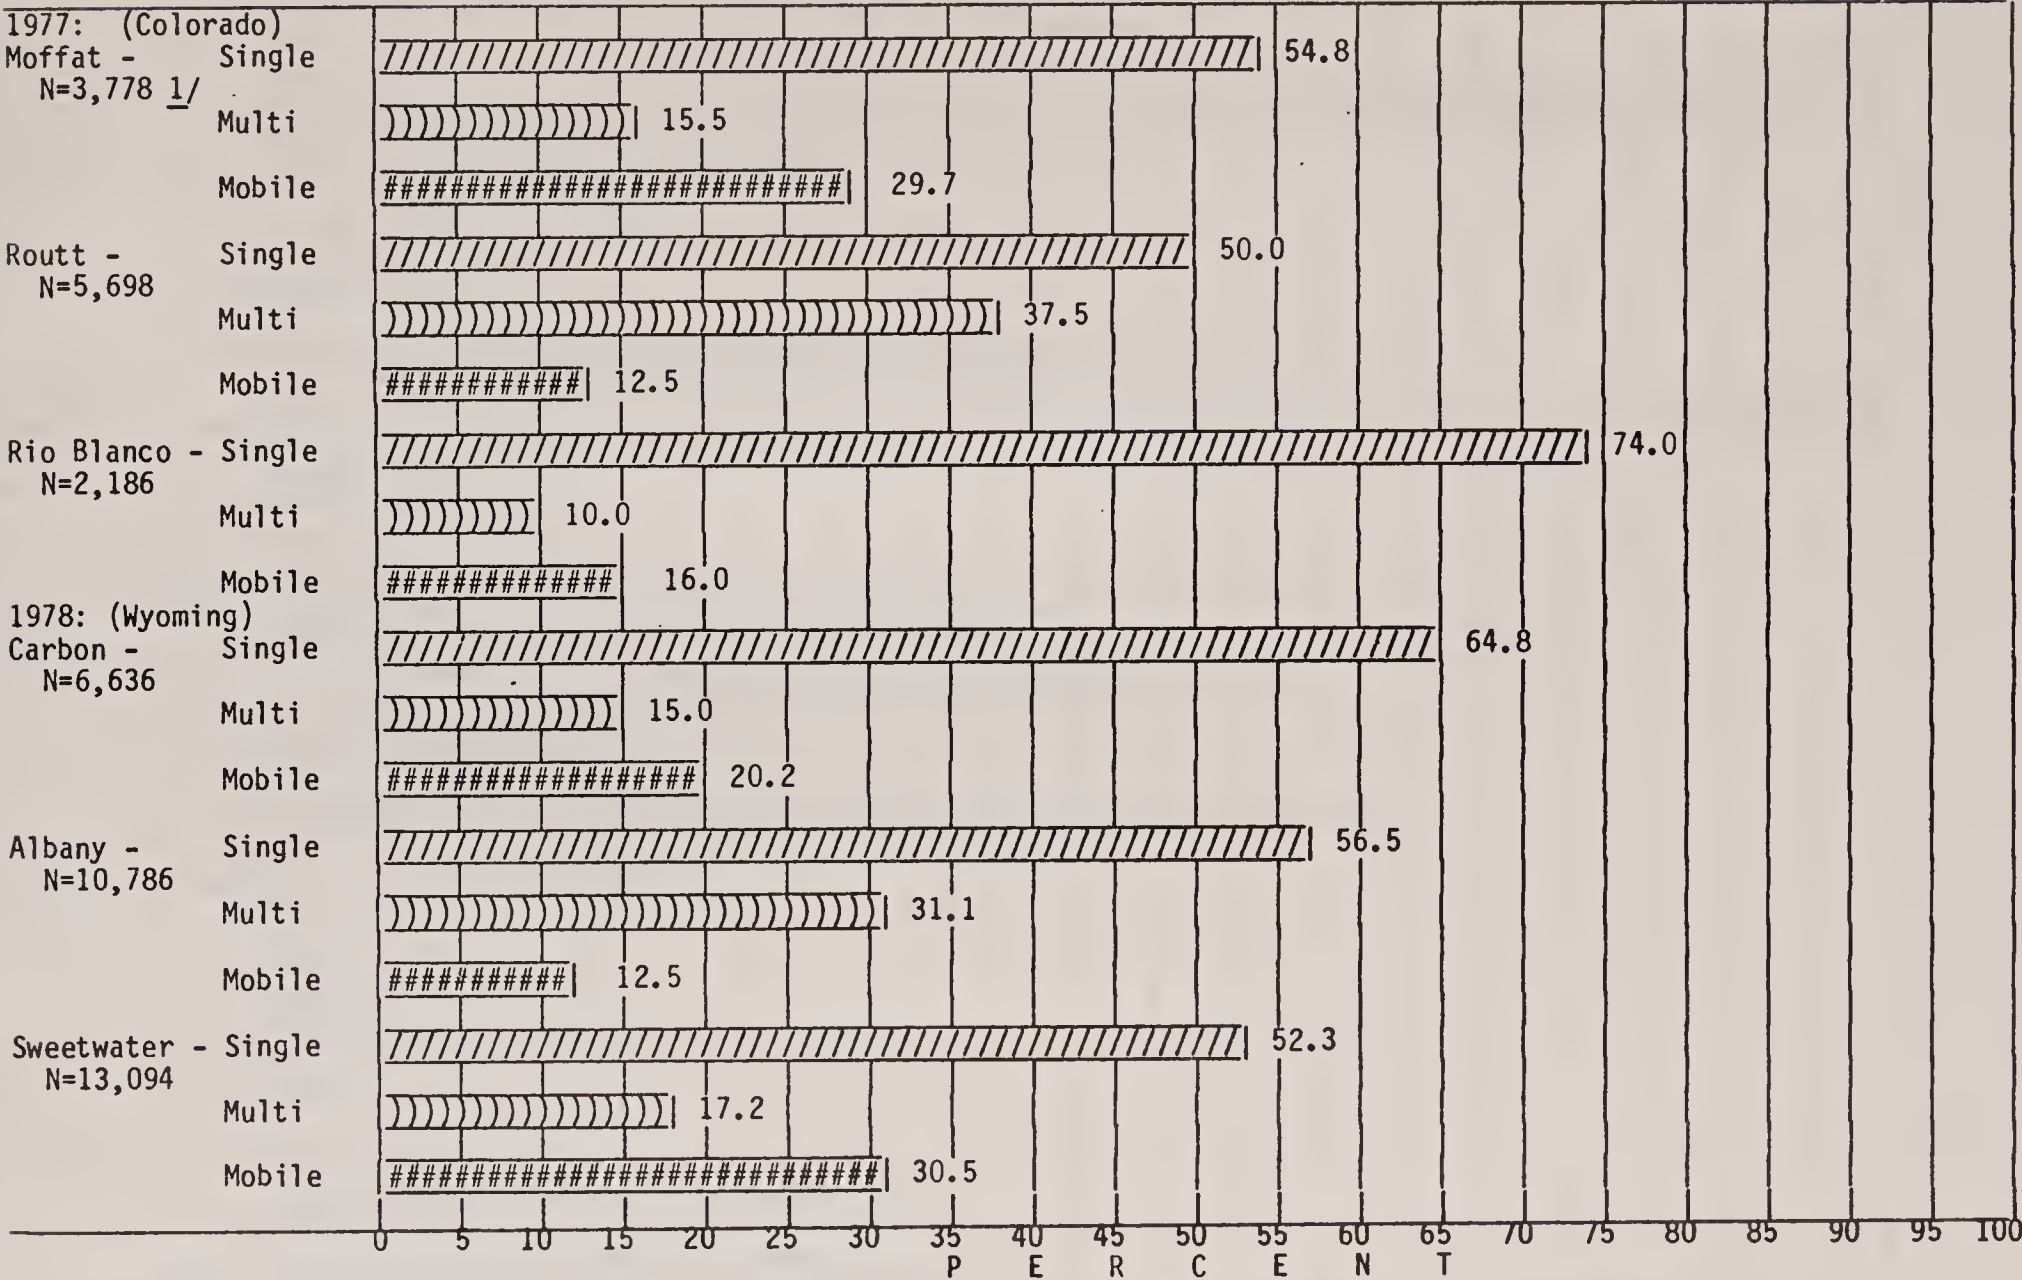 1977: (Colorado)
Moffat - Single 54.8
N=3,778 1/
Multi 15.5
Mobile 29.7
Routt - Single 50.0
N=5,698
Multi 37.5
Mobile 12.5
Rio Blanco - Single 74.0
N=2,186
Multi 10.0
Mobile 16.0
1978: (Wyoming)
Carbon - Single 64.8
N=6,636
Multi 15.0
Mobile 20.2
Albany - Single 56.5
N=10,786
Multi 31.1
Mobile 12.5
Sweetwater - Single 52.3
N=13,094
Multi 17.2
Mobile 30.5
0 5 10 15 20 25 30 35 40 45 50 55 60 65 70 75 80 85 90 95 100
P E R C E N T